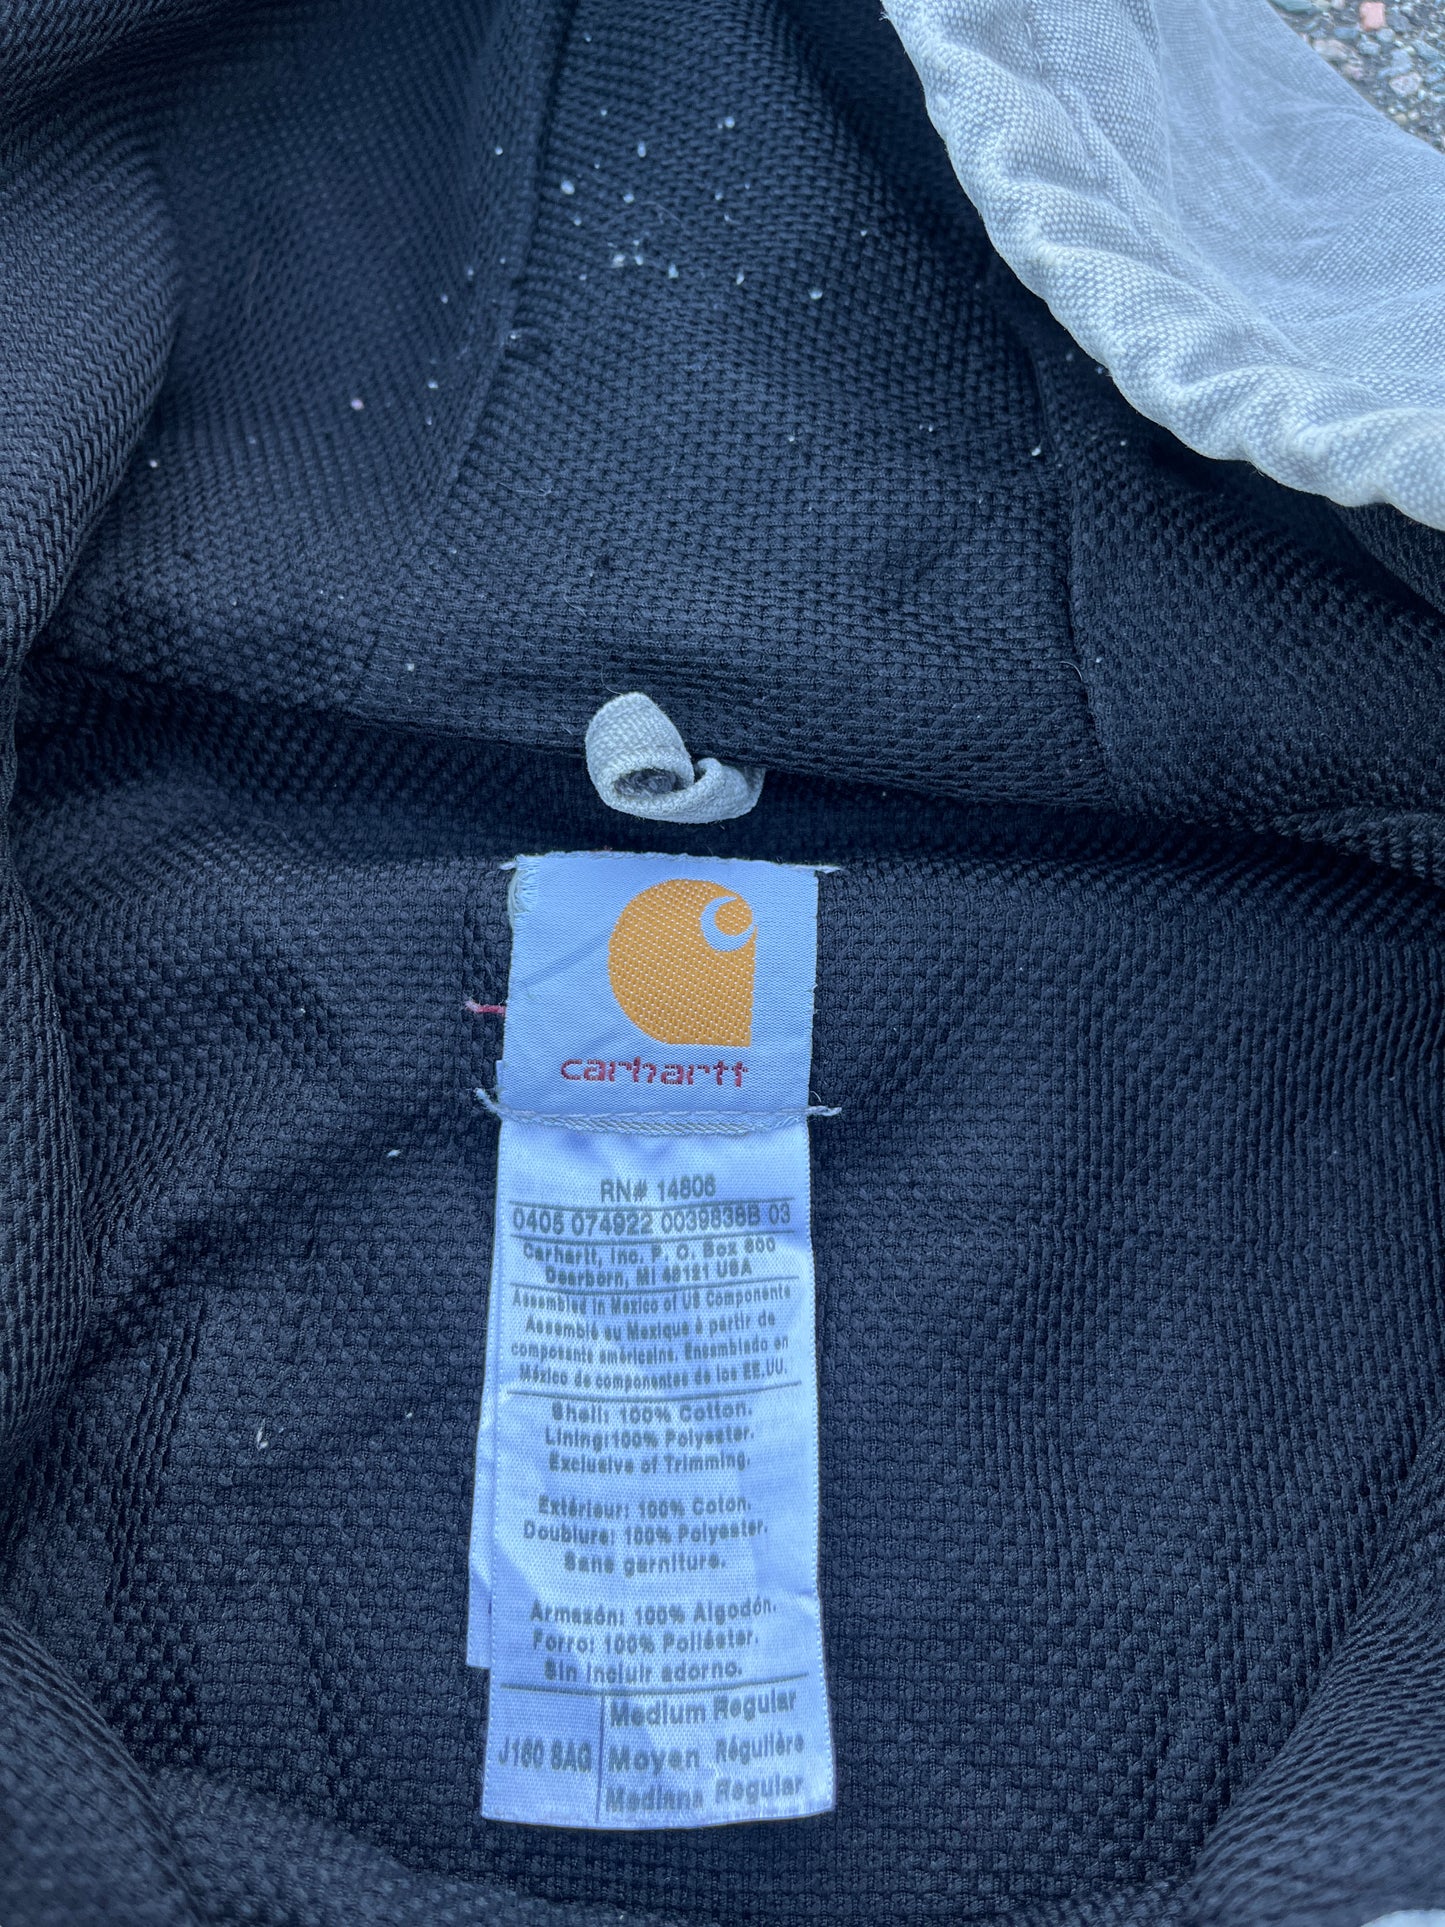 carhartt
RN# 14806
0405 074922 0039838B 03
Carhartt, Inc. P. O. Box 600
Dearborn, MI 48121 USA
Assembled in Mexico of US Components
Assemblé au Mexique à partir de
composants américains. Ensamblado en
México de componentes de los EE.UU.
Shell: 100% Cotton.
Lining:100% Polyester.
Exclusive of Trimming.
Extérieur: 100% Coton.
Doublure: 100% Polyester.
Sans garniture.
Armazón: 100% Algodón.
Forro: 100% Poliéster.
Sin incluir adorno.
J160 SAG
Medium Regular
Moyen Régulière
Mediana Regular